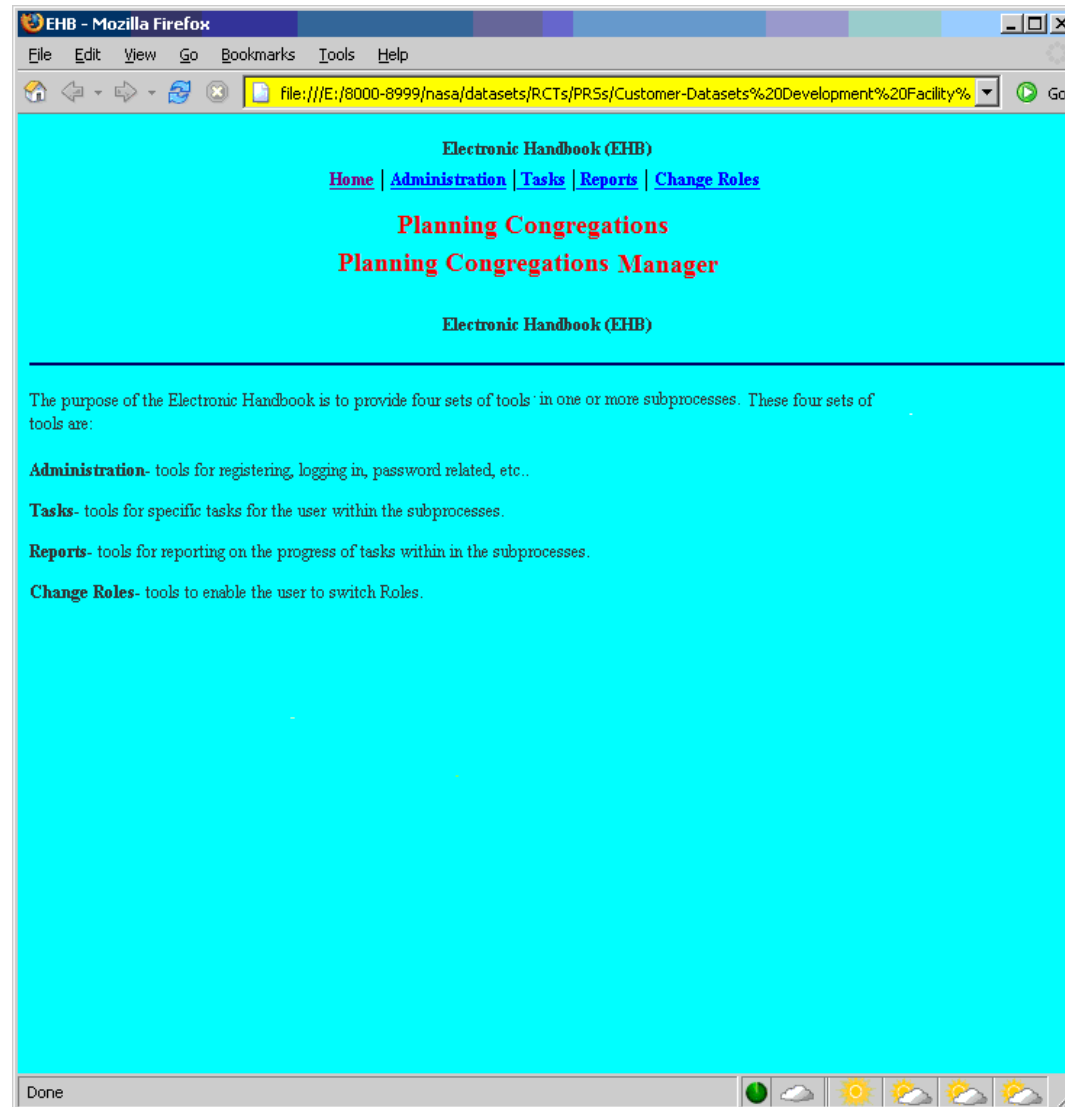 EHB - Mozilla Firefox
File Edit View Go Bookmarks Tools Help
file:///E:/8000-8999/nasa/datasets/RCTs/PRSs/Customer-Datasets%20Development%20Facility% Go
Electronic Handbook (EHB)
Home | Administration | Tasks | Reports | Change Roles
Planning Congregations
Planning Congregations Manager
Electronic Handbook (EHB)
The purpose of the Electronic Handbook is to provide four sets of tools in one or more subprocesses. These four sets of
tools are:
Administration- tools for registering, logging in, password related, etc..
Tasks- tools for specific tasks for the user within the subprocesses.
Reports- tools for reporting on the progress of tasks within in the subprocesses.
Change Roles- tools to enable the user to switch Roles.
Done